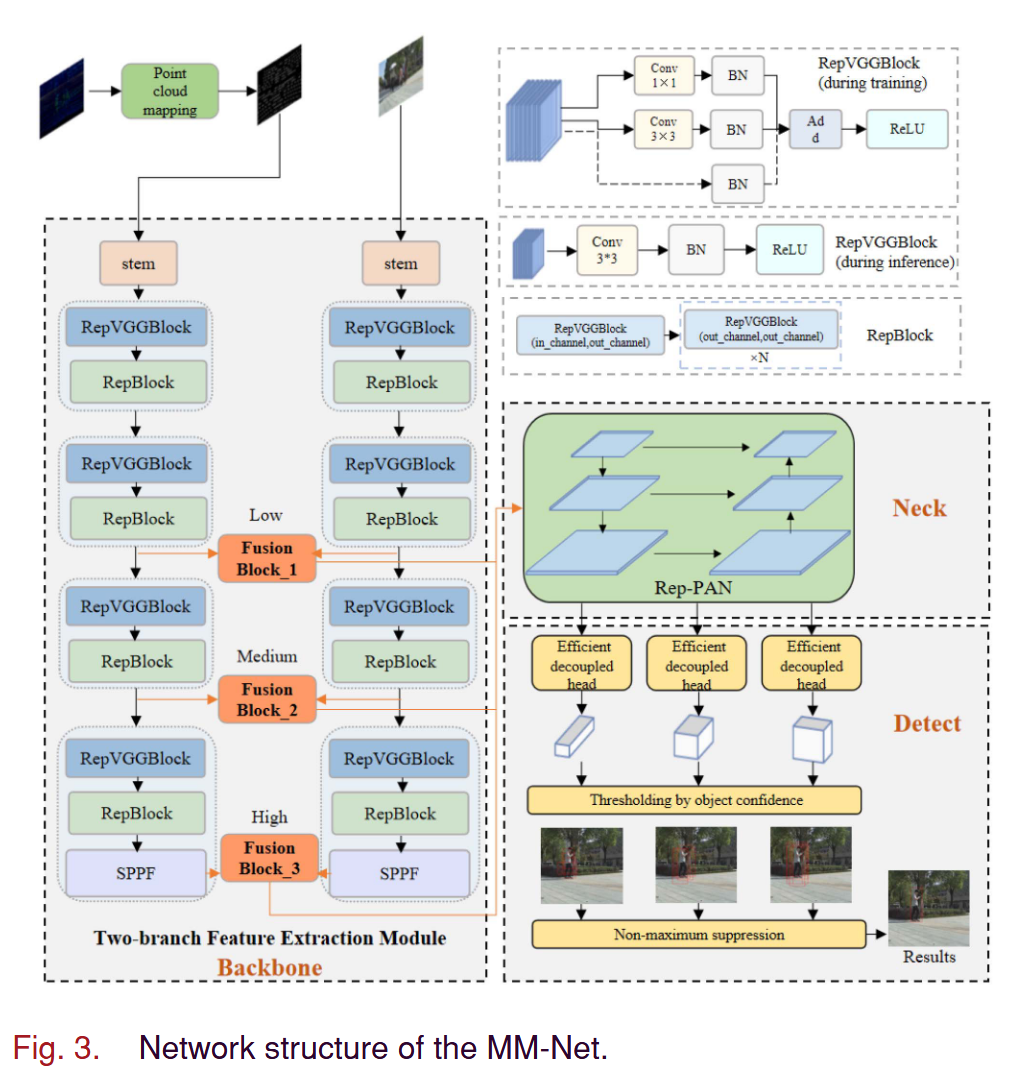 Point
cloud
mapping
stem
RepVGGBlock
RepBlock
RepVGGBlock
RepBlock
RepVGGBlock
RepBlock
RepVGGBlock
RepBlock
SPPF
stem
RepVGGBlock
RepBlock
RepVGGBlock
RepBlock
RepVGGBlock
RepBlock
RepVGGBlock
RepBlock
SPPF
Low
Fusion
Block_1
Medium
Fusion
Block_2
High
Fusion
Block_3
Two-branch Feature Extraction Module
Backbone
Conv
1×1
BN
Conv
3×3
BN
BN
Ad
d
ReLU
RepVGGBlock
(during training)
Conv
3*3
BN
ReLU
RepVGGBlock
(during inference)
RepVGGBlock
(in_channel,out_channel)
RepVGGBlock
(out_channel,out_channel)
×N
RepBlock
Rep-PAN
Neck
Efficient
decoupled
head
Efficient
decoupled
head
Efficient
decoupled
head
Detect
Thresholding by object confidence
Non-maximum suppression
Results
Fig. 3. Network structure of the MM-Net.